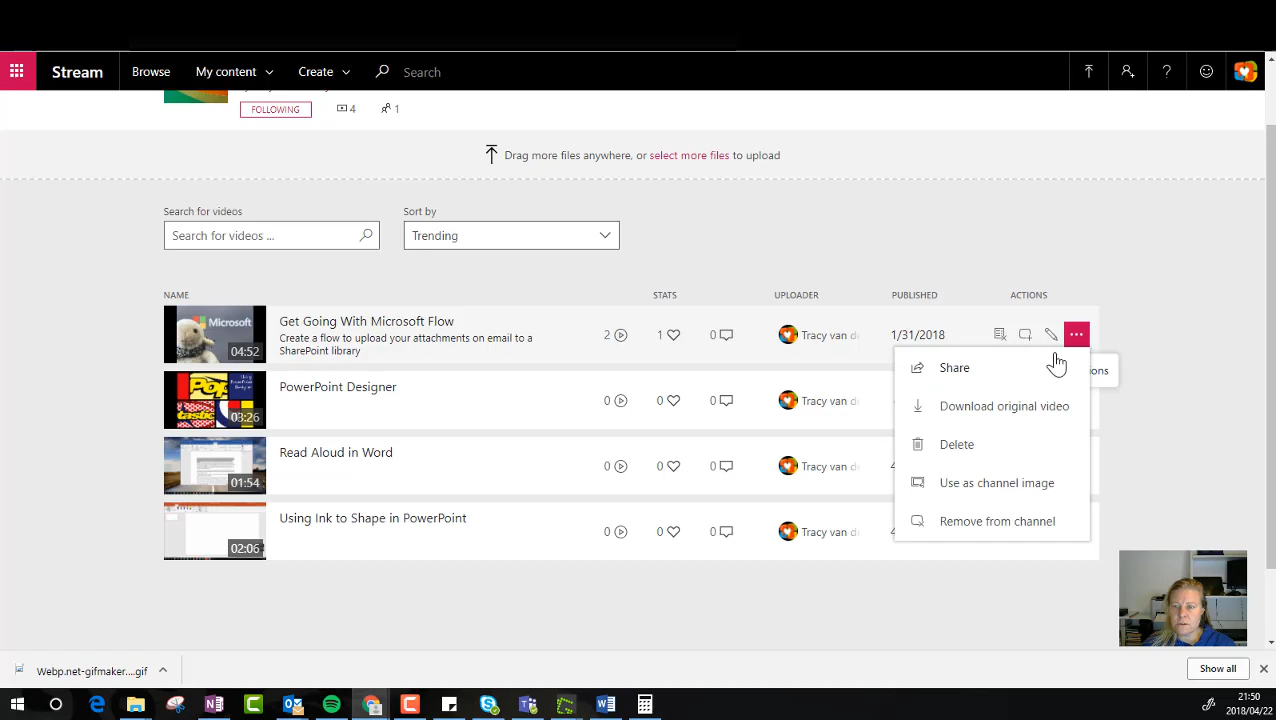 Stream Browse My content Create Search ?
FOLLOWING 4 1
Drag more files anywhere, or select more files to upload
Search for videos Sort by
Search for videos ... Trending
NAME STATS UPLOADER PUBLISHED ACTIONS
Microsoft
04:52
Get Going With Microsoft Flow
Create a flow to upload your attachments on email to a
SharePoint library
2 1 0 Tracy van de 1/31/2018 ...
Share
Download original video
Delete
Use as channel image
Remove from channel
ons
03:26
PowerPoint Designer
0 0 0 Tracy van de
01:54
Read Aloud in Word
0 0 0 Tracy van de
02:06
Using Ink to Shape in PowerPoint
0 0 0 Tracy van de
Webp.net-gifmaker....gif Show all
21:50
2018/04/22